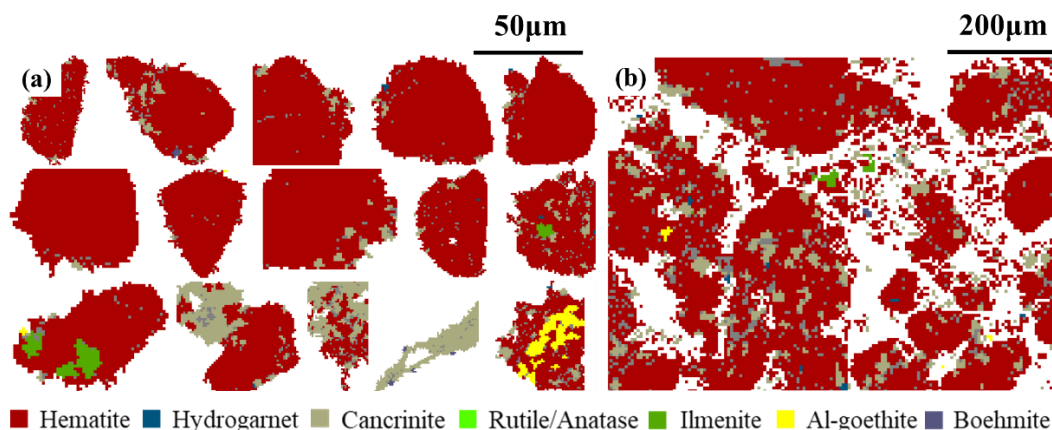 50μm
200μm
(a)
(b)
Hematite Hydrogarnet Cancrinite Rutile/Anatase Ilmenite Al-goethite Boehmite